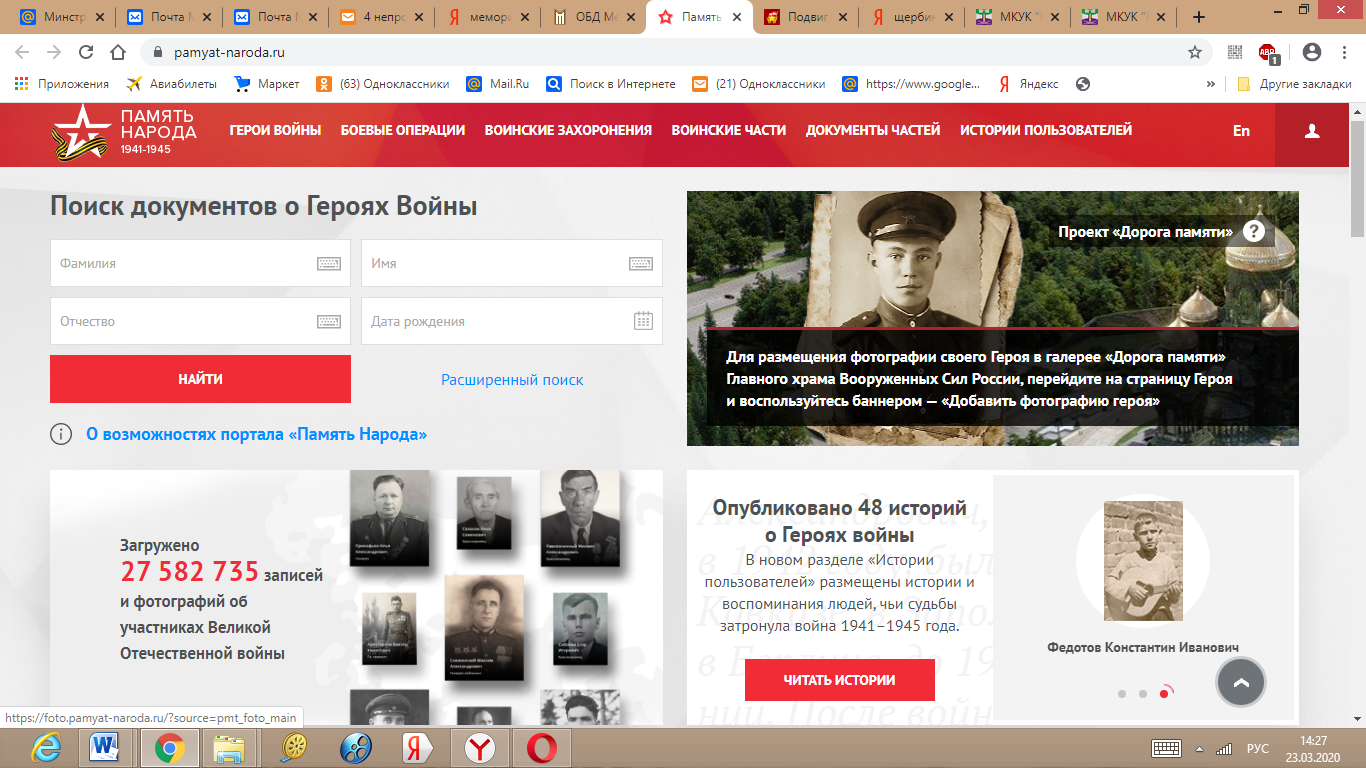 Минстр
Почта М
Почта М
4 непро
мемори
ОБД Ме
Память
Подвиг
щербин
МКУК "
МКУК "
pamyat-naroda.ru
ABP
1
Приложения
Авиабилеты
Маркет
(63) Одноклассники
Mail.Ru
Поиск в Интернете
(21) Одноклассники
https://www.google...
Яндекс
»
Другие закладки
ПАМЯТЬ
НАРОДА
1941-1945
ГЕРОИ ВОЙНЫ
БОЕВЫЕ ОПЕРАЦИИ
ВОИНСКИЕ ЗАХОРОНЕНИЯ
ВОИНСКИЕ ЧАСТИ
ДОКУМЕНТЫ ЧАСТЕЙ
ИСТОРИИ ПОЛЬЗОВАТЕЛЕЙ
En
Поиск документов о Героях Войны
Фамилия
Имя
Отчество
Дата рождения
НАЙТИ
Расширенный поиск
О возможностях портала «Память Народа»
Проект «Дорога памяти» ?
Для размещения фотографии своего Героя в галерее «Дорога памяти»
Главного храма Вооруженных Сил России, перейдите на страницу Героя
и воспользуйтесь баннером — «Добавить фотографию героя»
Загружено
27 582 735 записей
и фотографий об
участниках Великой
Отечественной войны
Опубликовано 48 историй
о Героях войны
В новом разделе «Истории
пользователей» размещены истории и
воспоминания людей, чьи судьбы
затронула война 1941–1945 года.
ЧИТАТЬ ИСТОРИИ
Федотов Константин Иванович
https://foto.pamyat-naroda.ru/?source=pmt_foto_main
РУС
14:27
23.03.2020